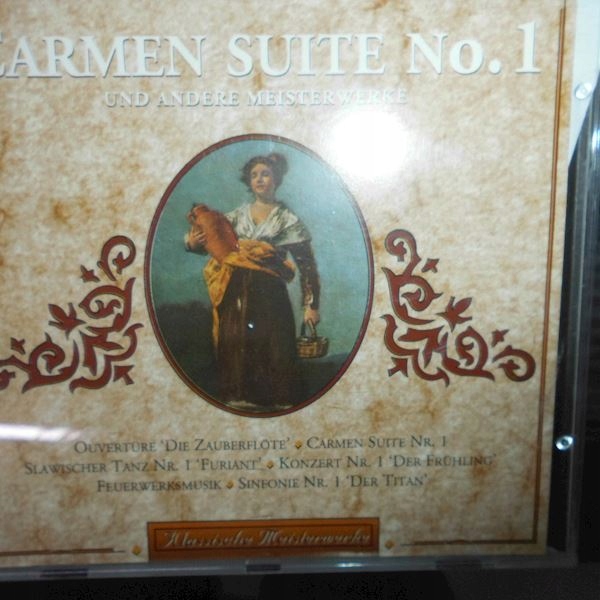 CARMEN SUITE No. 1
UND ANDERE MEISTERWERKE
OUVERTÜRE 'DIE ZAUBERFLÖTE' ♦ CARMEN SUITE NR. 1
SLAWISCHER TANZ NR. 1 'FURIANT' ♦ KONZERT NR. 1 'DER FRÜHLING'
FEUERWERKSMUSIK ♦ SINFONIE NR. 1 'DER TITAN'
Klassische Meisterwerke